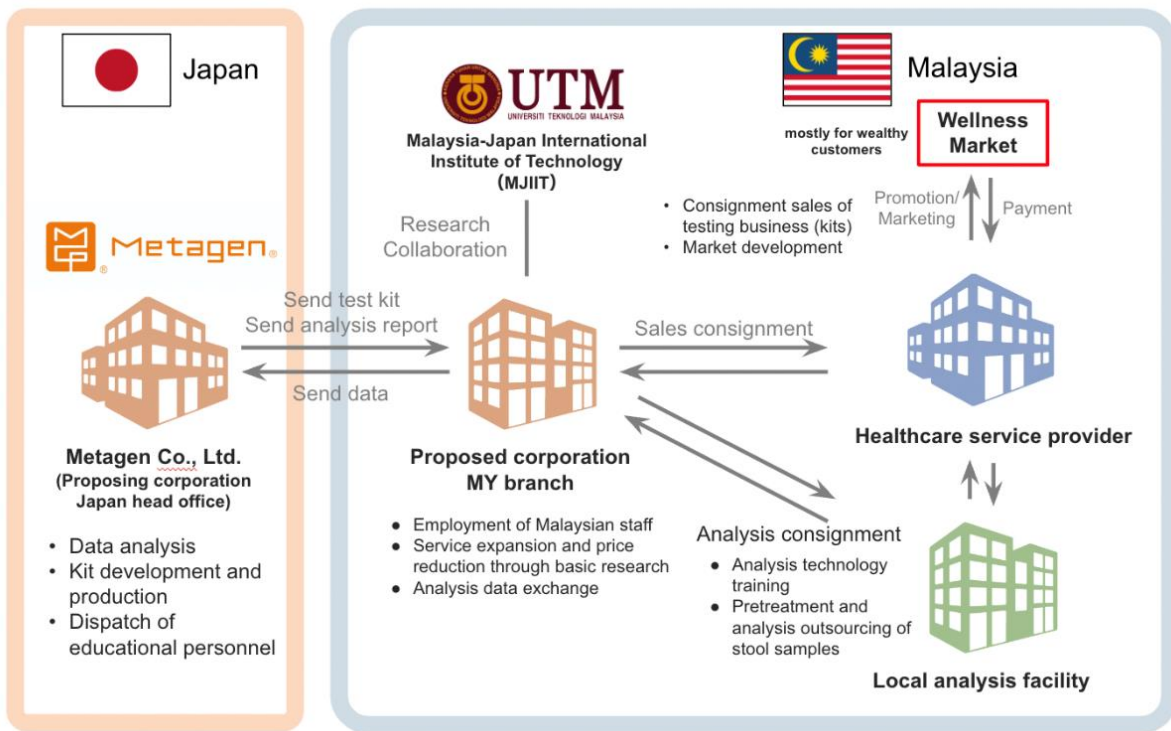 Japan
Metagen
Metagen Co., Ltd.
(Proposing corporation
Japan head office)
• Data analysis
• Kit development and
production
• Dispatch of
educational personnel
Send test kit
Send analysis report
Send data
UTM
UNIVERSITI TEKNOLOGI MALAYSIA
Malaysia-Japan International
Institute of Technology
(MJIIT)
Research
Collaboration
Proposed corporation
MY branch
● Employment of Malaysian staff
● Service expansion and price
reduction through basic research
● Analysis data exchange
Malaysia
mostly for wealthy
customers
Wellness
Market
• Consignment sales of
testing business (kits)
• Market development
Promotion/
Marketing
Payment
Sales consignment
Healthcare service provider
Analysis consignment
● Analysis technology
training
● Pretreatment and
analysis outsourcing of
stool samples
Local analysis facility